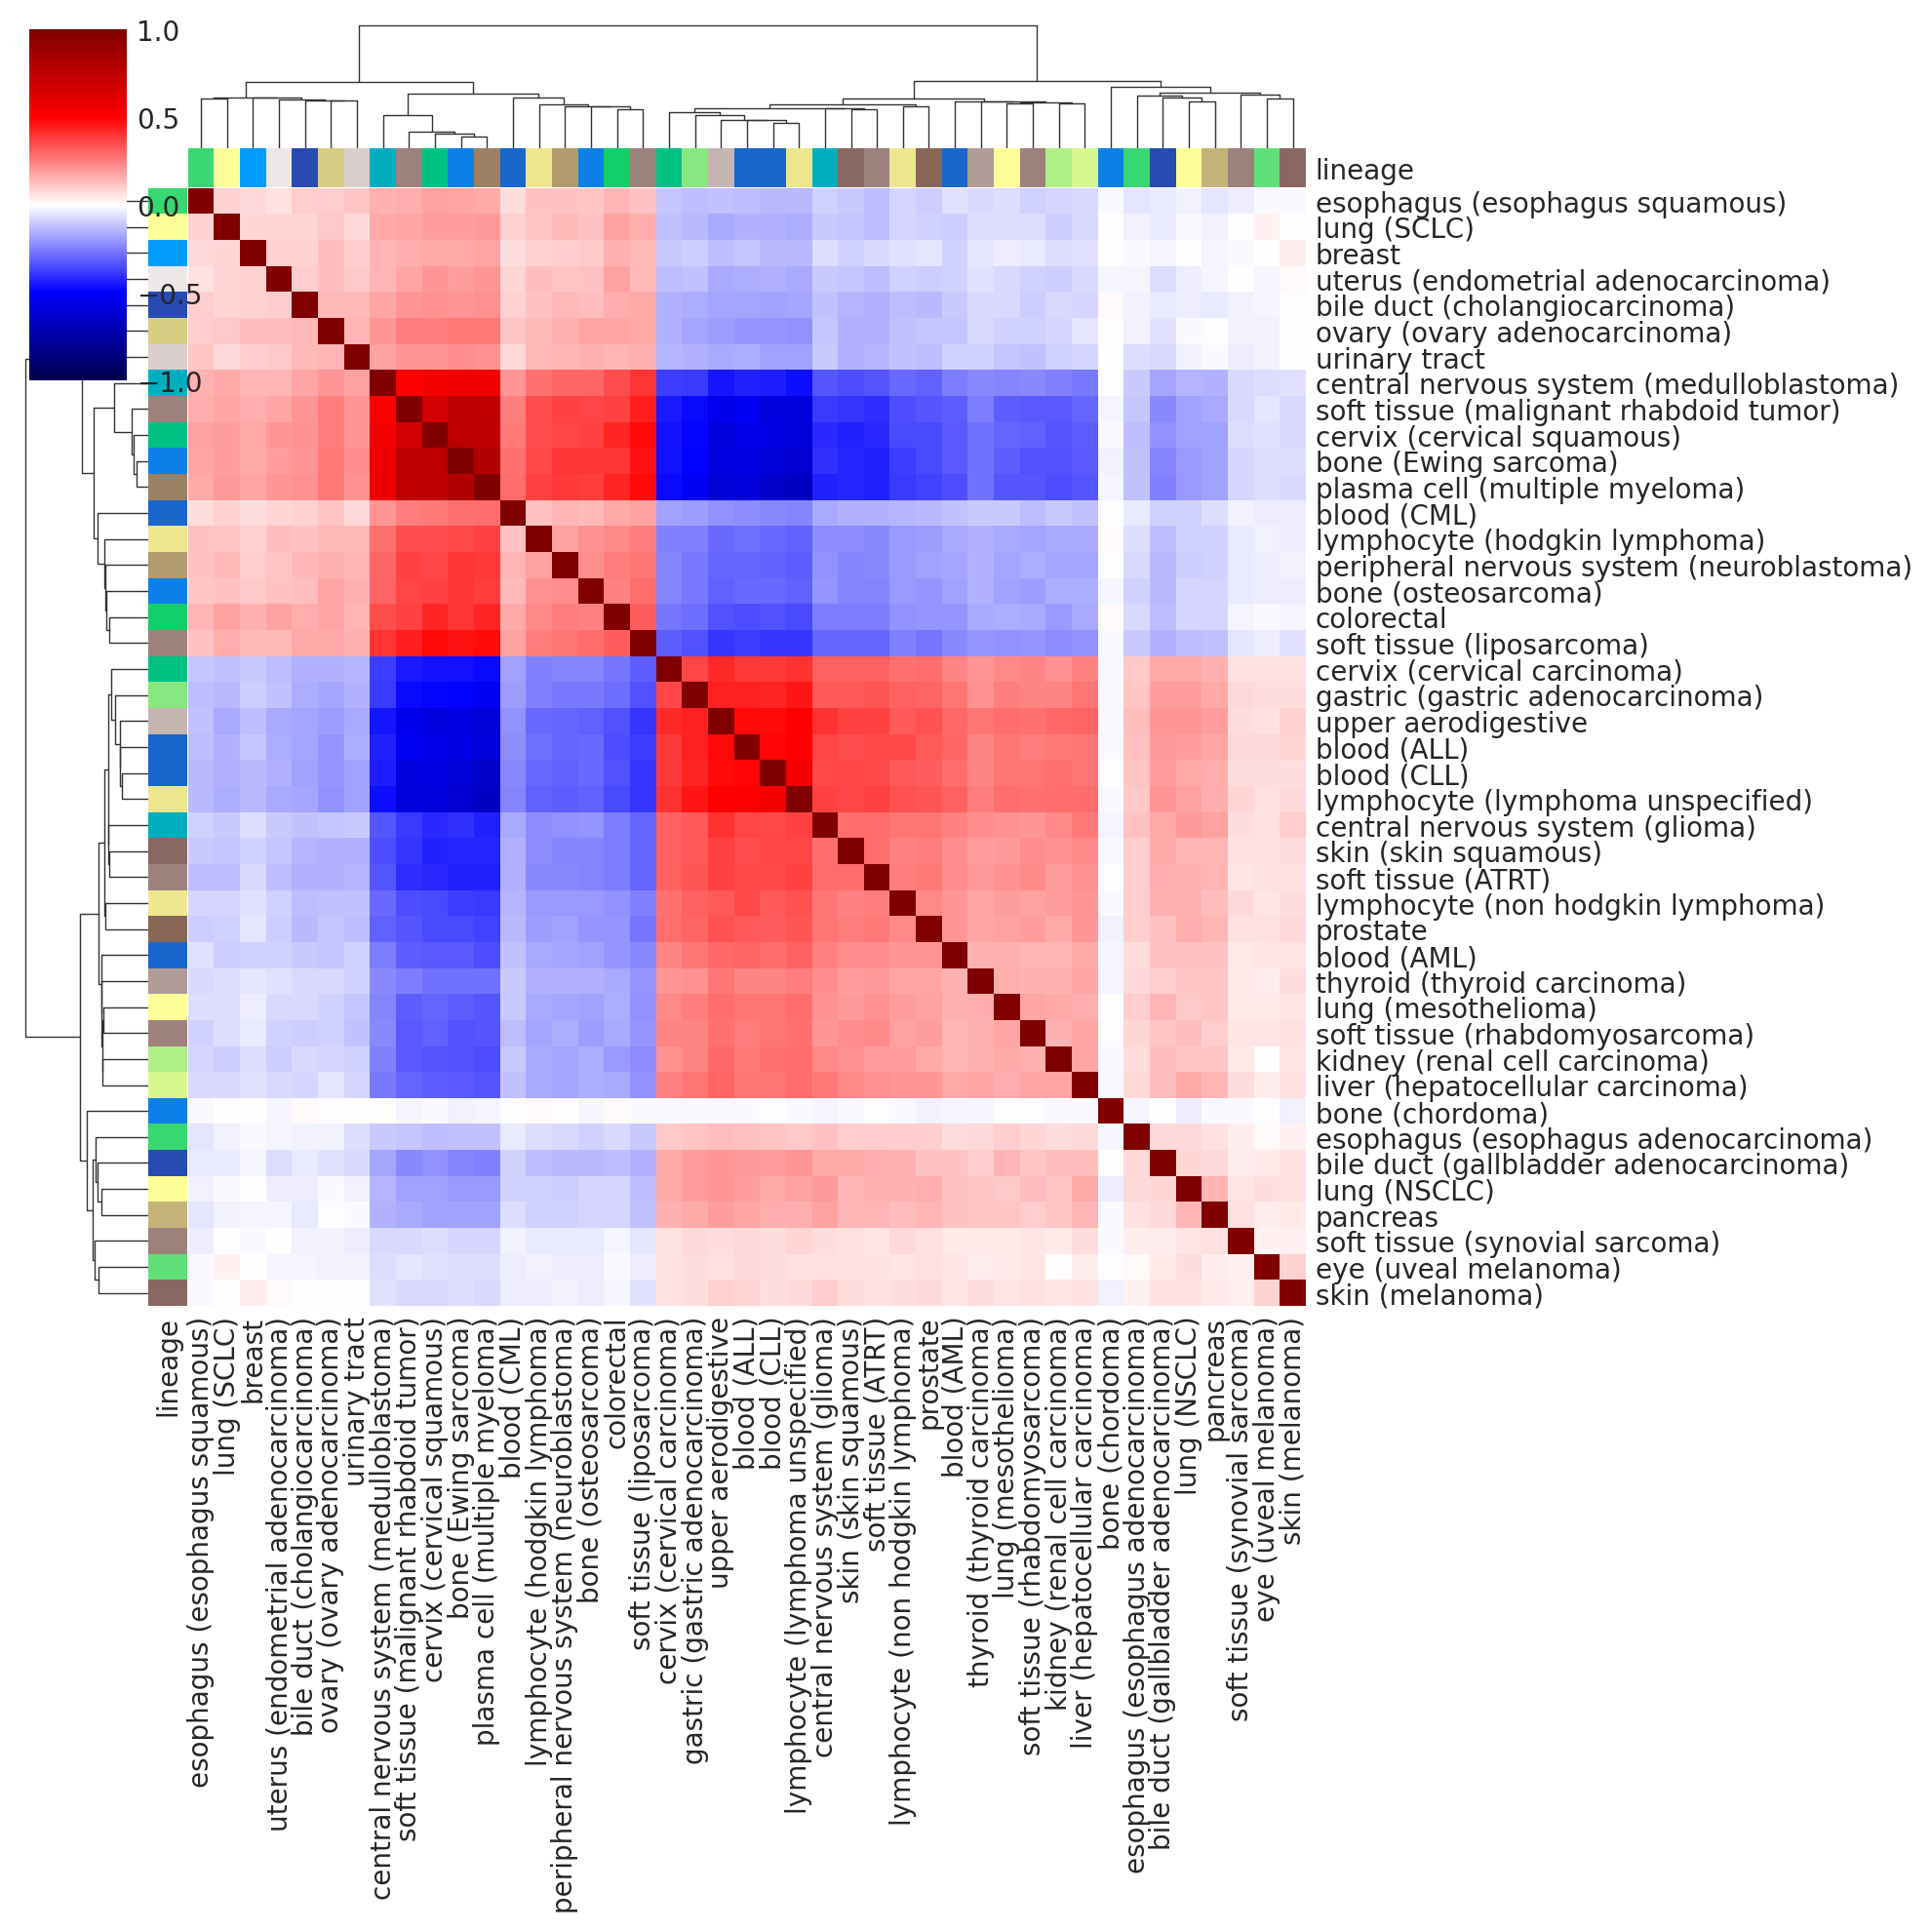 1.0
0.5
0.0
−0.5
−1.0
lineage
esophagus (esophagus squamous)
lung (SCLC)
breast
uterus (endometrial adenocarcinoma)
bile duct (cholangiocarcinoma)
ovary (ovary adenocarcinoma)
urinary tract
central nervous system (medulloblastoma)
soft tissue (malignant rhabdoid tumor)
cervix (cervical squamous)
bone (Ewing sarcoma)
plasma cell (multiple myeloma)
blood (CML)
lymphocyte (hodgkin lymphoma)
peripheral nervous system (neuroblastoma)
bone (osteosarcoma)
colorectal
soft tissue (liposarcoma)
cervix (cervical carcinoma)
gastric (gastric adenocarcinoma)
upper aerodigestive
blood (ALL)
blood (CLL)
lymphocyte (lymphoma unspecified)
central nervous system (glioma)
skin (skin squamous)
soft tissue (ATRT)
lymphocyte (non hodgkin lymphoma)
prostate
blood (AML)
thyroid (thyroid carcinoma)
lung (mesothelioma)
soft tissue (rhabdomyosarcoma)
kidney (renal cell carcinoma)
liver (hepatocellular carcinoma)
bone (chordoma)
esophagus (esophagus adenocarcinoma)
bile duct (gallbladder adenocarcinoma)
lung (NSCLC)
pancreas
soft tissue (synovial sarcoma)
eye (uveal melanoma)
skin (melanoma)
lineage
esophagus (esophagus squamous)
lung (SCLC)
breast
uterus (endometrial adenocarcinoma)
bile duct (cholangiocarcinoma)
ovary (ovary adenocarcinoma)
urinary tract
central nervous system (medulloblastoma)
soft tissue (malignant rhabdoid tumor)
cervix (cervical squamous)
bone (Ewing sarcoma)
plasma cell (multiple myeloma)
blood (CML)
lymphocyte (hodgkin lymphoma)
peripheral nervous system (neuroblastoma)
bone (osteosarcoma)
colorectal
soft tissue (liposarcoma)
cervix (cervical carcinoma)
gastric (gastric adenocarcinoma)
upper aerodigestive
blood (ALL)
blood (CLL)
lymphocyte (lymphoma unspecified)
central nervous system (glioma)
skin (skin squamous)
soft tissue (ATRT)
lymphocyte (non hodgkin lymphoma)
prostate
blood (AML)
thyroid (thyroid carcinoma)
lung (mesothelioma)
soft tissue (rhabdomyosarcoma)
kidney (renal cell carcinoma)
liver (hepatocellular carcinoma)
bone (chordoma)
esophagus (esophagus adenocarcinoma)
bile duct (gallbladder adenocarcinoma)
lung (NSCLC)
pancreas
soft tissue (synovial sarcoma)
eye (uveal melanoma)
skin (melanoma)